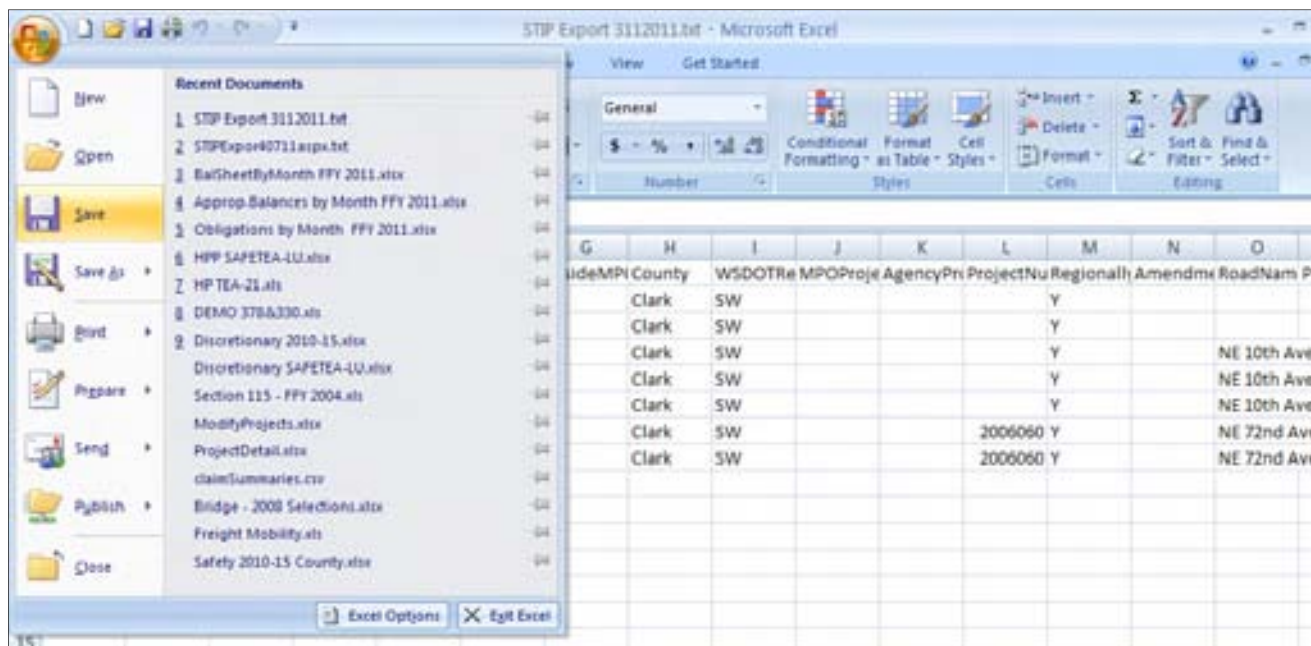 STIP Export 3112011.txt - Microsoft Excel
View Get Started
New
Open
Save
Save As
Print
Prepare
Send
Publish
Close
Recent Documents
1 STIP Export 3112011.txt
2 STIPExpor40711aspx.txt
3 BalSheetByMonth FFY 2011.xlsx
4 Approp.Balances by Month FFY 2011.xlsx
5 Obligations by Month FFY 2011.xlsx
6 HPP SAFETEA-LU.xlsx
7 HP TEA-21.xls
8 DEMO 378&330.xls
9 Discretionary 2010-15.xlsx
Discretionary SAFETEA-LU.xlsx
Section 115 - FFY 2004.xls
ModifyProjects.xlsx
ProjectDetail.xlsx
claimSummaries.csv
Bridge - 2008 Selections.xlsx
Freight Mobility.xls
Safety 2010-15 County.xlsx
Excel Options Exit Excel
General
$ % ,
Number
Conditional Formatting
Format as Table
Cell Styles
Styles
Insert
Delete
Format
Cells
Σ
Sort & Filter
Find & Select
Editing
G H I J K L M N O
ideMPO County WSDOTRe MPOProje AgencyPro ProjectNu Regionally Amendme RoadNam P
Clark SW Y
Clark SW Y
Clark SW Y NE 10th Ave
Clark SW Y NE 10th Ave
Clark SW Y NE 10th Ave
Clark SW 2006060 Y NE 72nd Ave
Clark SW 2006060 Y NE 72nd Ave
15